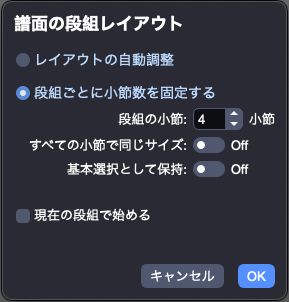 譜面の段組レイアウト
レイアウトの自動調整
段組ごとに小節数を固定する
段組の小節: 4 小節
すべての小節で同じサイズ: Off
基本選択として保持: Off
現在の段組で始める
キャンセル OK